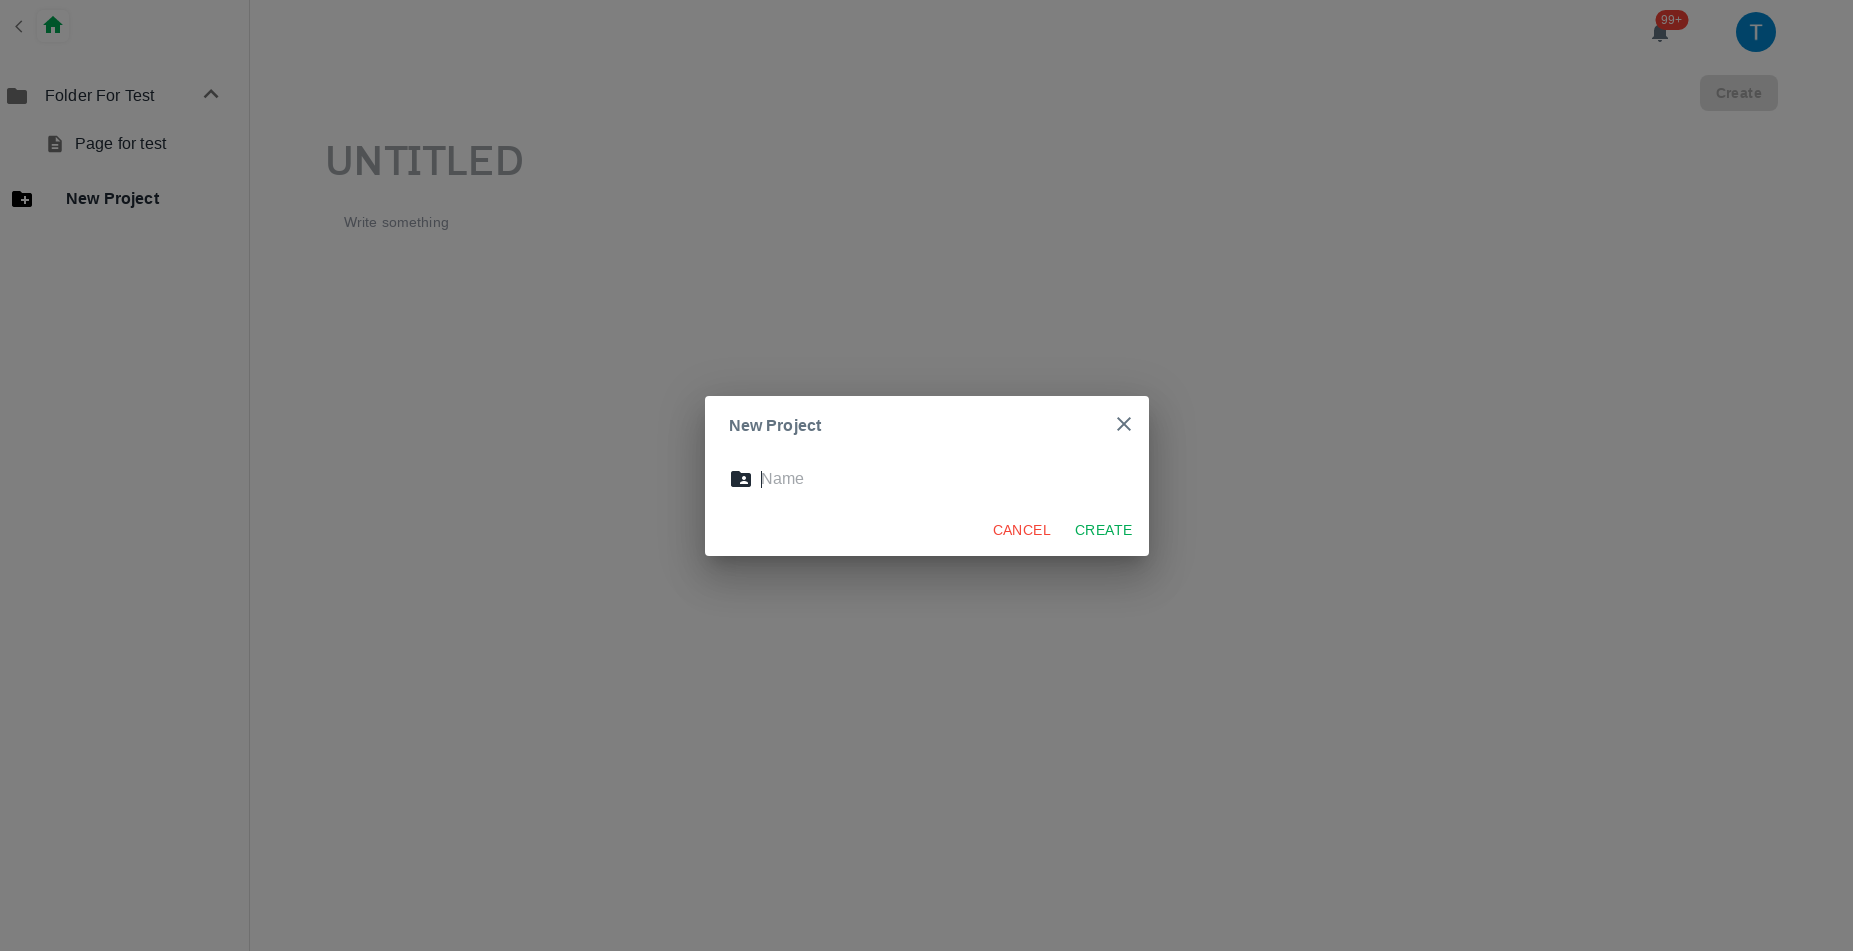 99+
T
Folder For Test
Create
Page for test
UNTITLED
New Project
Write something
New Project
Name
CANCEL
CREATE